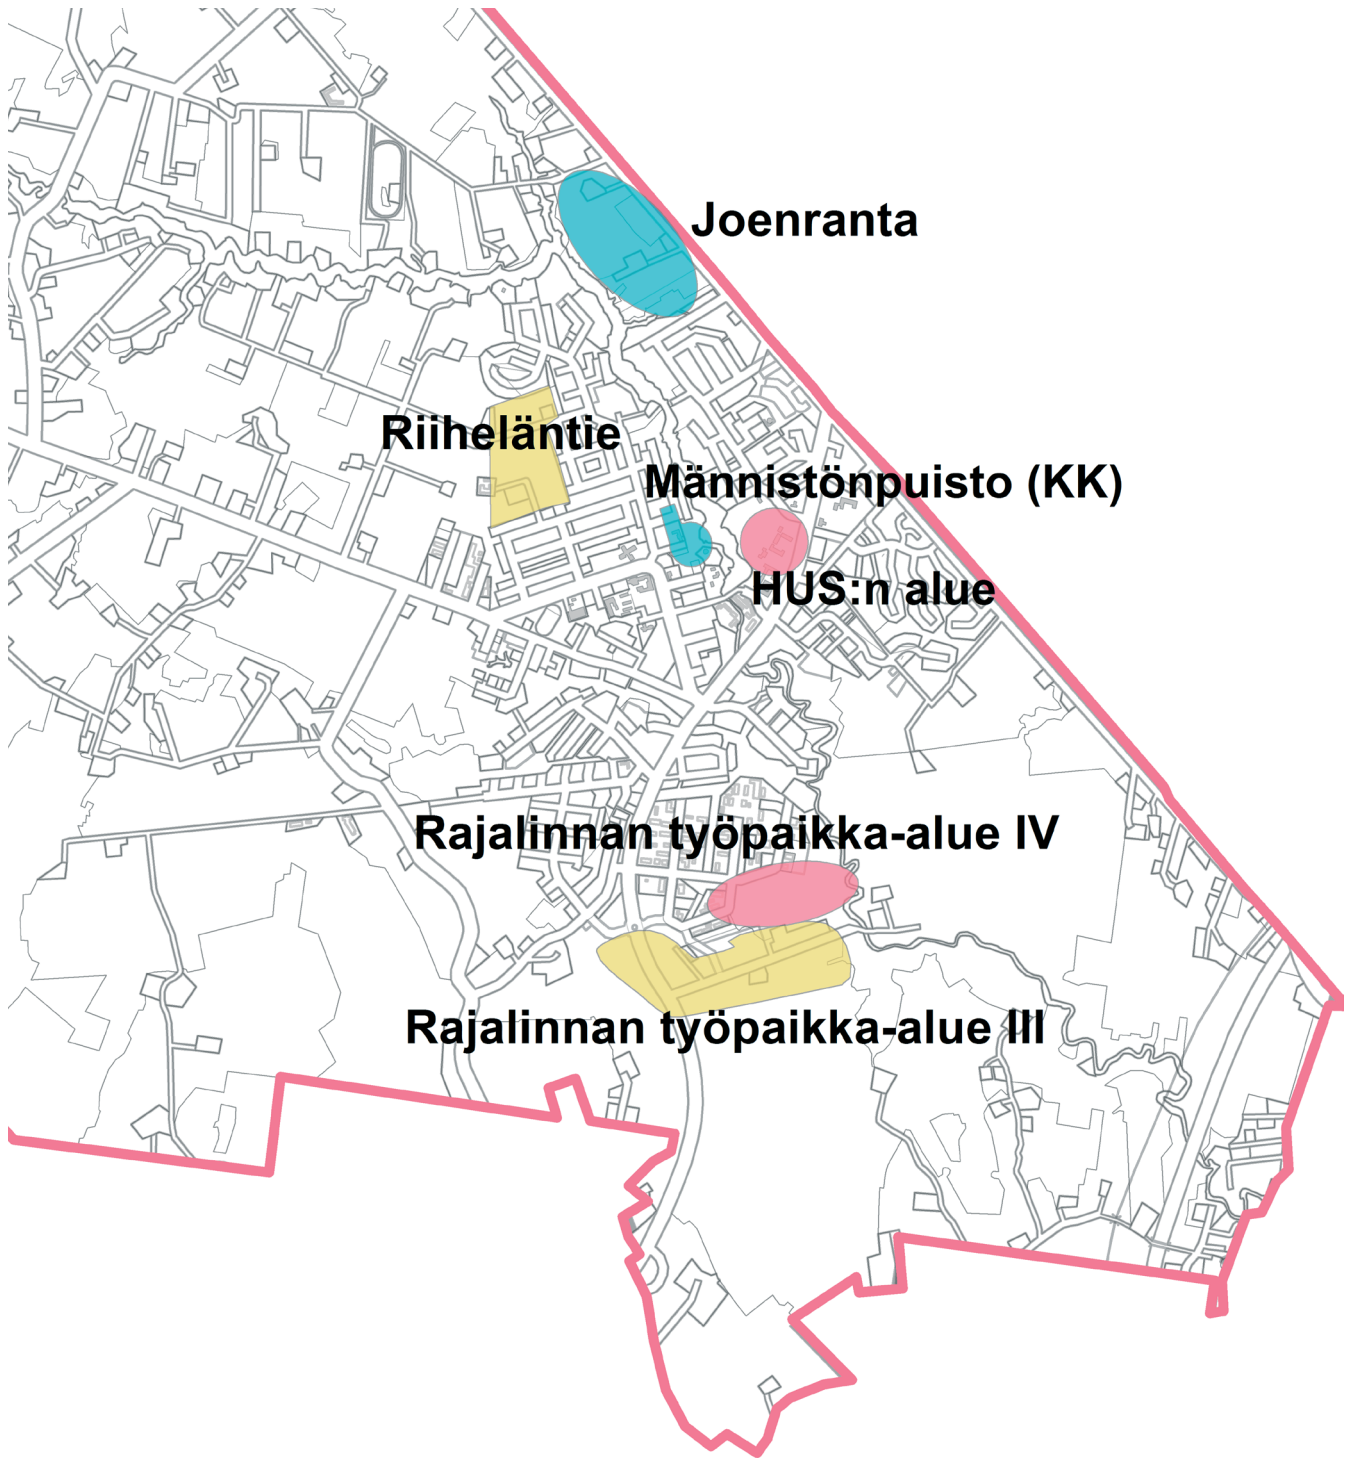 Joenranta
Riiheläntie
Männistönpuisto (KK)
HUS:n alue
Rajalinnan työpaikka-alue IV
Rajalinnan työpaikka-alue III